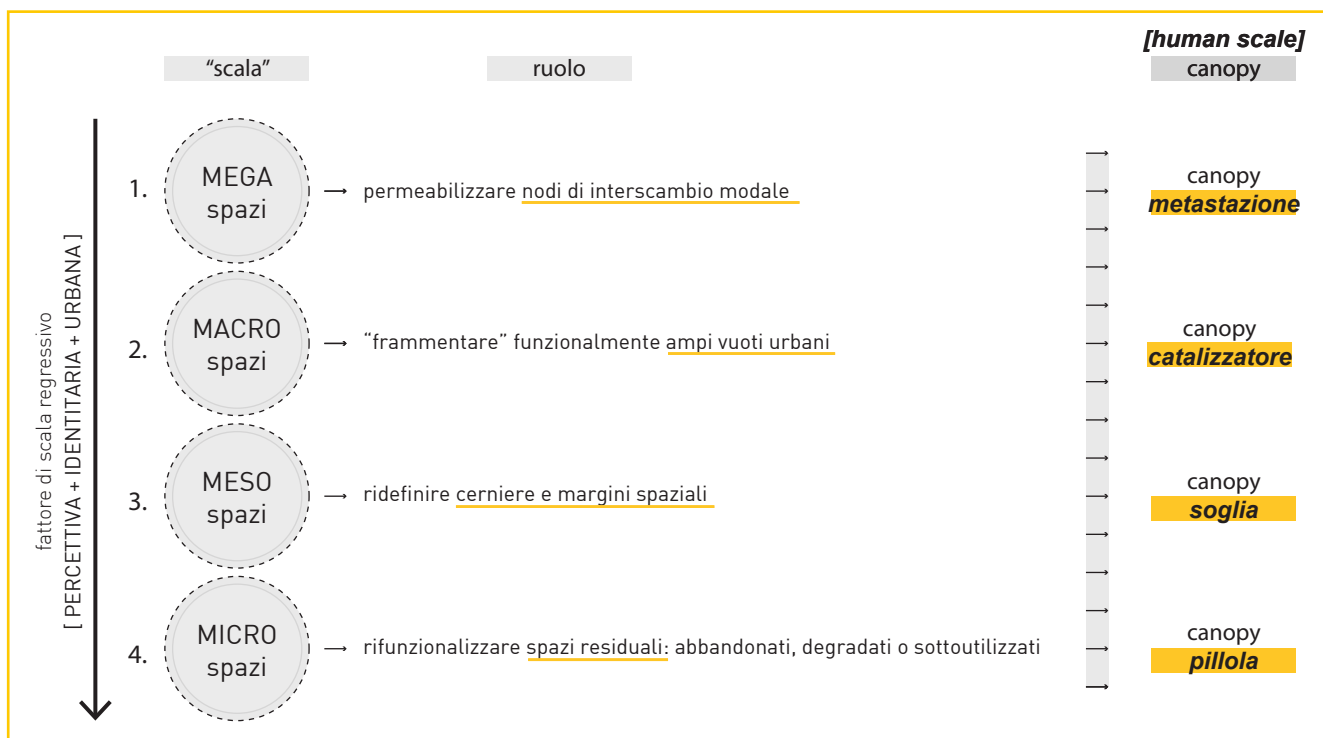 [human scale]
“scala”
ruolo
canopy
fattore di scala regressivo
[ PERCETTIVA + IDENTITARIA + URBANA ]
1.
MEGA
spazi
permeabilizzare nodi di interscambio modale
canopy
metastazione
2.
MACRO
spazi
“frammentare” funzionalmente ampi vuoti urbani
canopy
catalizzatore
3.
MESO
spazi
ridefinire cerniere e margini spaziali
canopy
soglia
4.
MICRO
spazi
rifunzionalizzare spazi residuali: abbandonati, degradati o sottoutilizzati
canopy
pillola